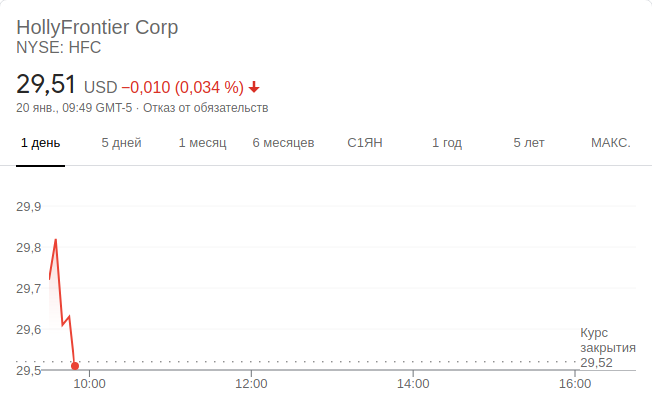 HollyFrontier Corp
NYSE: HFC
29,51 USD −0,010 (0,034 %)
20 янв., 09:49 GMT-5 · Отказ от обязательств
1 день 5 дней 1 месяц 6 месяцев С1ЯН 1 год 5 лет МАКС.
29,9
29,8
29,7
29,6
29,5
Курс
закрытия
29,52
10:00 12:00 14:00 16:00